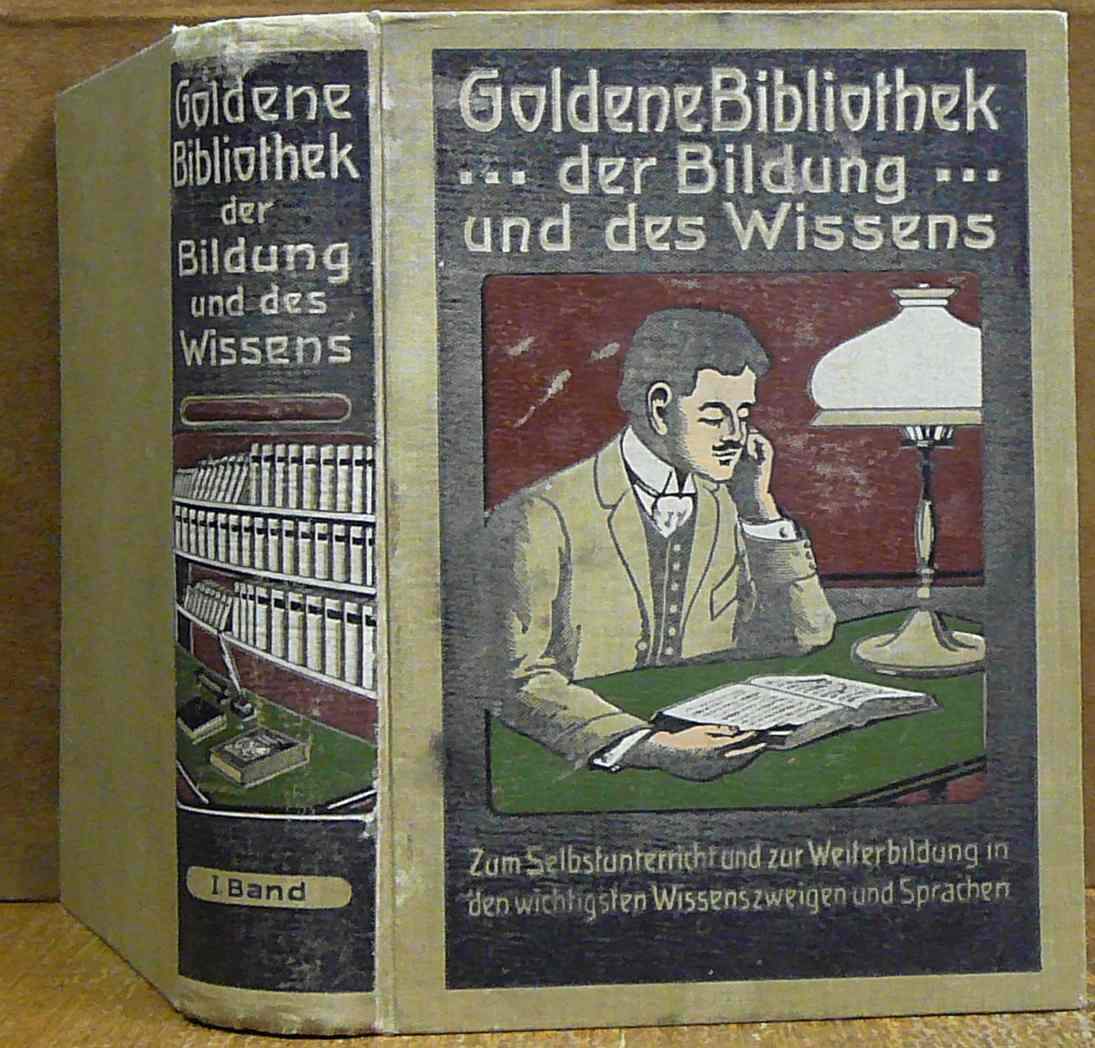 Goldene
Bibliothek
der
Bildung
und des
Wissens
I. Band
Goldene Bibliothek
... der Bildung ...
und des Wissens
Zum Selbstunterricht und zur Weiterbildung in
den wichtigsten Wissenszweigen und Sprachen